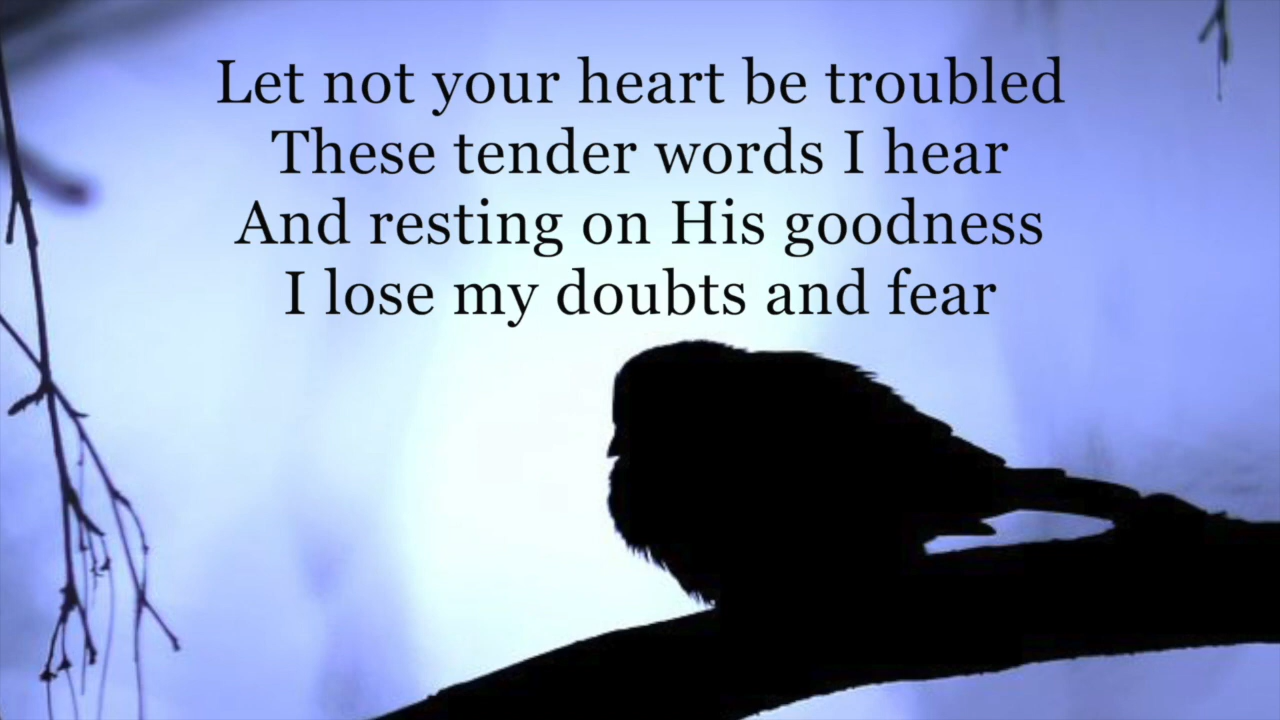 Let not your heart be troubled
These tender words I hear
And resting on His goodness
I lose my doubts and fear